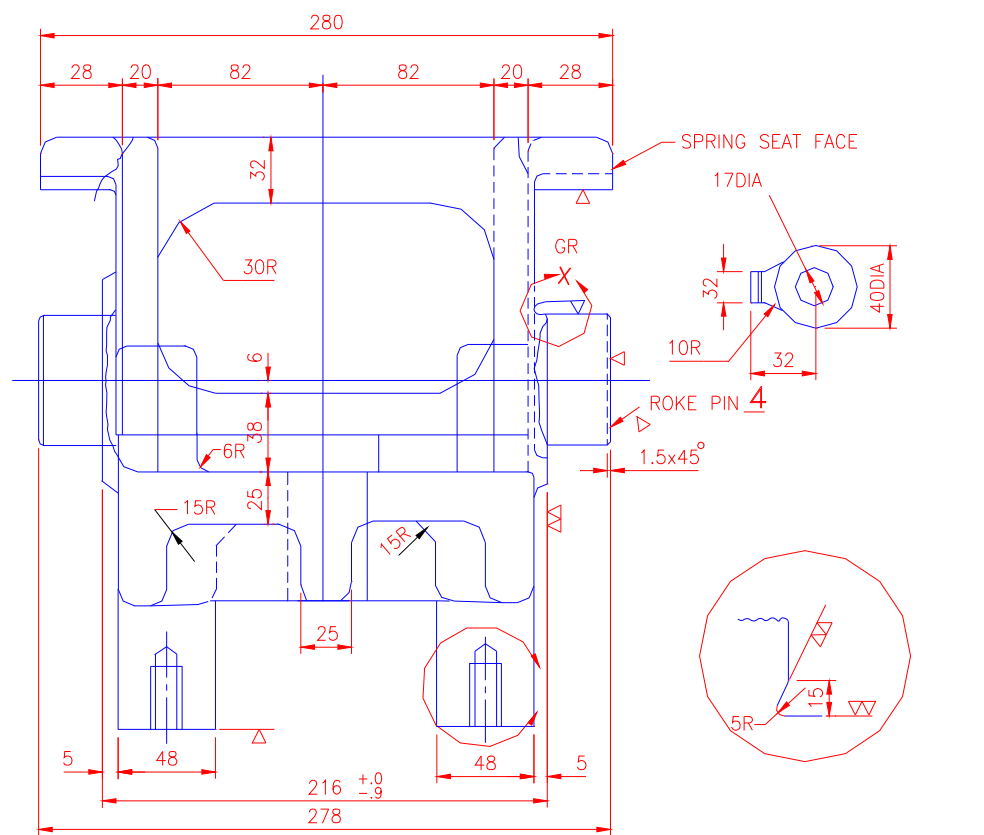 280
28 20 82 82 20 28
SPRING SEAT FACE
32
17DIA
GR
X
30R
32
40DIA
10R
32
6
ROKE PIN 4
38
6R
1.5x45°
25
15R
15R
25
15
5R
5 48 48 5
216 +.0 -.9
278